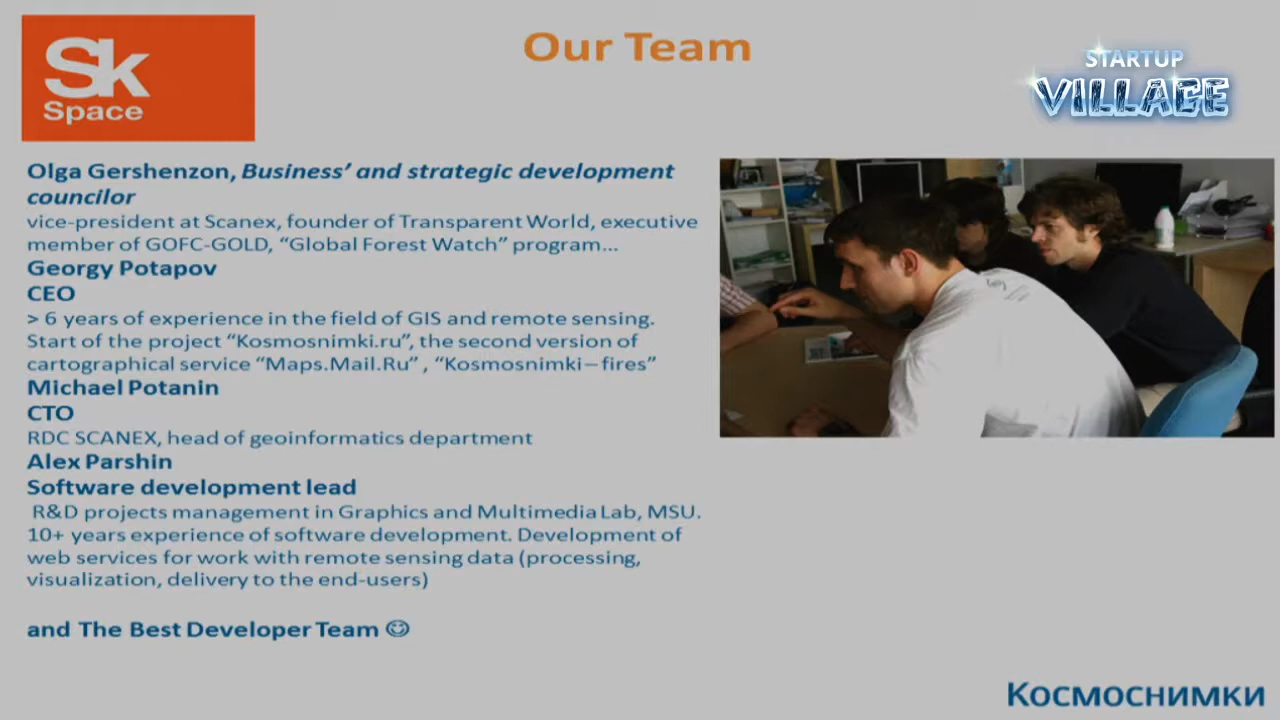 Sk
Space
Our Team
STARTUP
VILLAGE
Olga Gershenzon, Business’ and strategic development
councilor
vice-president at Scanex, founder of Transparent World, executive
member of GOFC-GOLD, “Global Forest Watch” program...
Georgy Potapov
CEO
> 6 years of experience in the field of GIS and remote sensing.
Start of the project “Kosmosnimki.ru”, the second version of
cartographical service “Maps.Mail.Ru” , “Kosmosnimki–fires”
Michael Potanin
CTO
RDC SCANEX, head of geoinformatics department
Alex Parshin
Software development lead
R&D projects management in Graphics and Multimedia Lab, MSU.
10+ years experience of software development. Development of
web services for work with remote sensing data (processing,
visualization, delivery to the end-users)
and The Best Developer Team ☺
Космоснимки